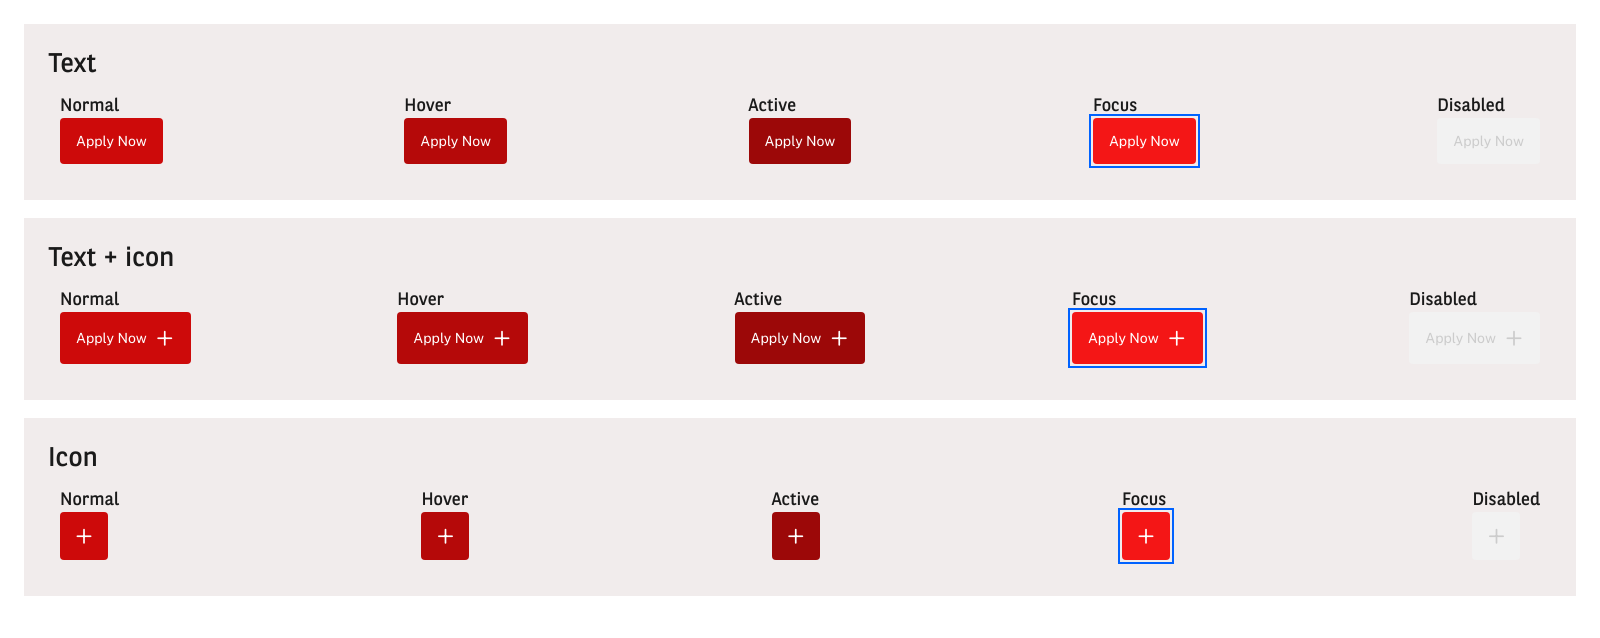 Text
Normal Hover Active Focus Disabled
Apply Now Apply Now Apply Now Apply Now Apply Now
Text + icon
Normal Hover Active Focus Disabled
Apply Now + Apply Now + Apply Now + Apply Now + Apply Now +
Icon
Normal Hover Active Focus Disabled
+ + + + +